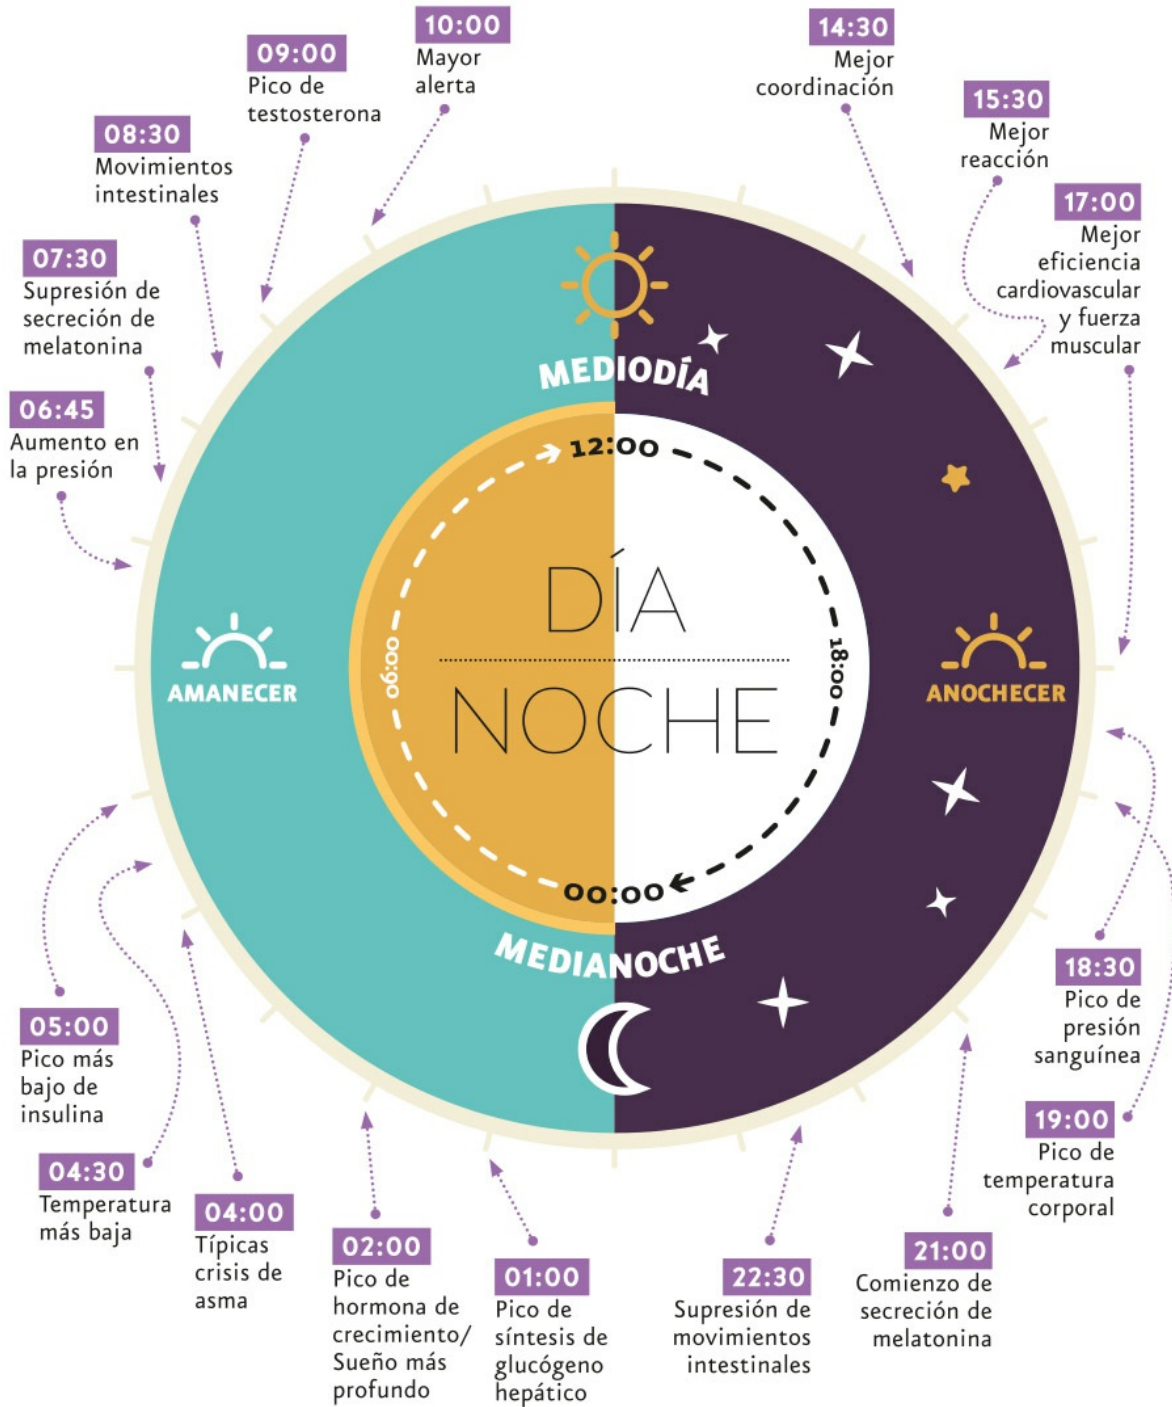 10:00
Mayor
alerta
14:30
Mejor
coordinación
09:00
Pico de
testosterona
15:30
Mejor
reacción
08:30
Movimientos
intestinales
17:00
Mejor
eficiencia
cardiovascular
y fuerza
muscular
07:30
Supresión de
secreción de
melatonina
06:45
Aumento en
la presión
MEDIODÍA
12:00
DÍA
NOCHE
06:00
18:00
AMANECER
ANOCHECER
00:00
MEDIANOCHE
05:00
Pico más
bajo de
insulina
18:30
Pico de
presión
sanguínea
04:30
Temperatura
más baja
19:00
Pico de
temperatura
corporal
04:00
Típicas
crisis de
asma
02:00
Pico de
hormona de
crecimiento/
Sueño más
profundo
01:00
Pico de
síntesis de
glucógeno
hepático
22:30
Supresión de
movimientos
intestinales
21:00
Comienzo de
secreción de
melatonina